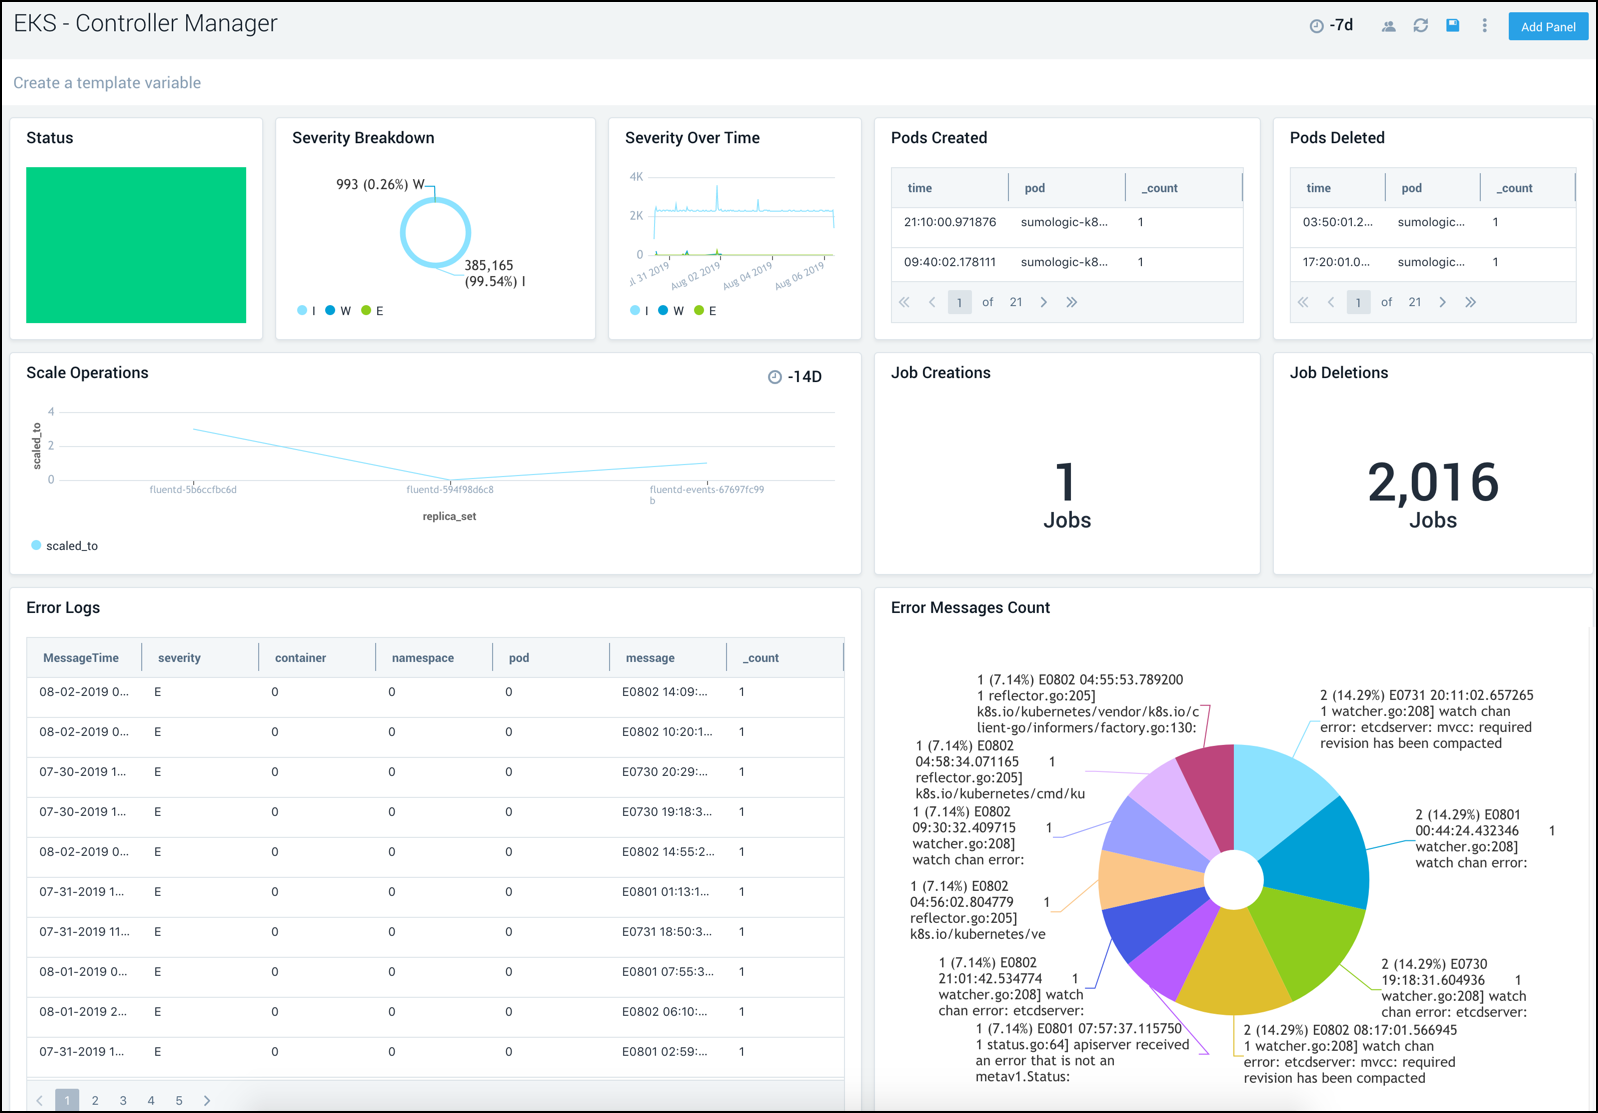 EKS - Controller Manager
-7d
Add Panel
Create a template variable
Status
Severity Breakdown
993 (0.26%) W
385,165
(99.54%) I
I W E
Severity Over Time
4K
2K
0
Jul 31 2019
Aug 02 2019
Aug 04 2019
Aug 06 2019
I W E
Pods Created
time pod _count
21:10:00.971876 sumologic-k8... 1
09:40:02.178111 sumologic-k8... 1
1 of 21
Pods Deleted
time pod _count
03:50:01.2... sumologic... 1
17:20:01.0... sumologic... 1
1 of 21
Scale Operations
-14D
4
2
0
scaled_to
fluentd-5b6ccfbc6d
fluentd-594f98d6c8
fluentd-events-67697fc99
b
replica_set
scaled_to
Job Creations
1
Jobs
Job Deletions
2,016
Jobs
Error Logs
MessageTime severity container namespace pod message _count
08-02-2019 0... E 0 0 0 E0802 14:09:... 1
08-02-2019 0... E 0 0 0 E0802 10:20:1... 1
07-30-2019 1... E 0 0 0 E0730 20:29:... 1
07-30-2019 1... E 0 0 0 E0730 19:18:3... 1
08-02-2019 0... E 0 0 0 E0802 14:55:2... 1
07-31-2019 1... E 0 0 0 E0801 01:13:1... 1
07-31-2019 11... E 0 0 0 E0731 18:50:3... 1
08-01-2019 0... E 0 0 0 E0801 07:55:3... 1
08-01-2019 2... E 0 0 0 E0802 06:10:... 1
07-31-2019 1... E 0 0 0 E0801 02:59:... 1
1 2 3 4 5
Error Messages Count
1 (7.14%) E0802 04:55:53.789200
1 reflector.go:205]
k8s.io/kubernetes/vendor/k8s.io/c
lient-go/informers/factory.go:130:
1 (7.14%) E0802
04:58:34.071165 1
reflector.go:205]
k8s.io/kubernetes/cmd/ku
1 (7.14%) E0802
09:30:32.409715 1
watcher.go:208]
watch chan error:
1 (7.14%) E0802
04:56:02.804779 1
reflector.go:205]
k8s.io/kubernetes/ve
1 (7.14%) E0802
21:01:42.534774 1
watcher.go:208] watch
chan error: etcdserver:
1 (7.14%) E0801 07:57:37.115750
1 status.go:64] apiserver received
an error that is not an
metav1.Status:
2 (14.29%) E0731 20:11:02.657265
1 watcher.go:208] watch chan
error: etcdserver: mvcc: required
revision has been compacted
2 (14.29%) E0801
00:44:24.432346 1
watcher.go:208]
watch chan error:
2 (14.29%) E0730
19:18:31.604936 1
watcher.go:208] watch
chan error: etcdserver:
2 (14.29%) E0802 08:17:01.566945
1 watcher.go:208] watch chan
error: etcdserver: mvcc: required
revision has been compacted